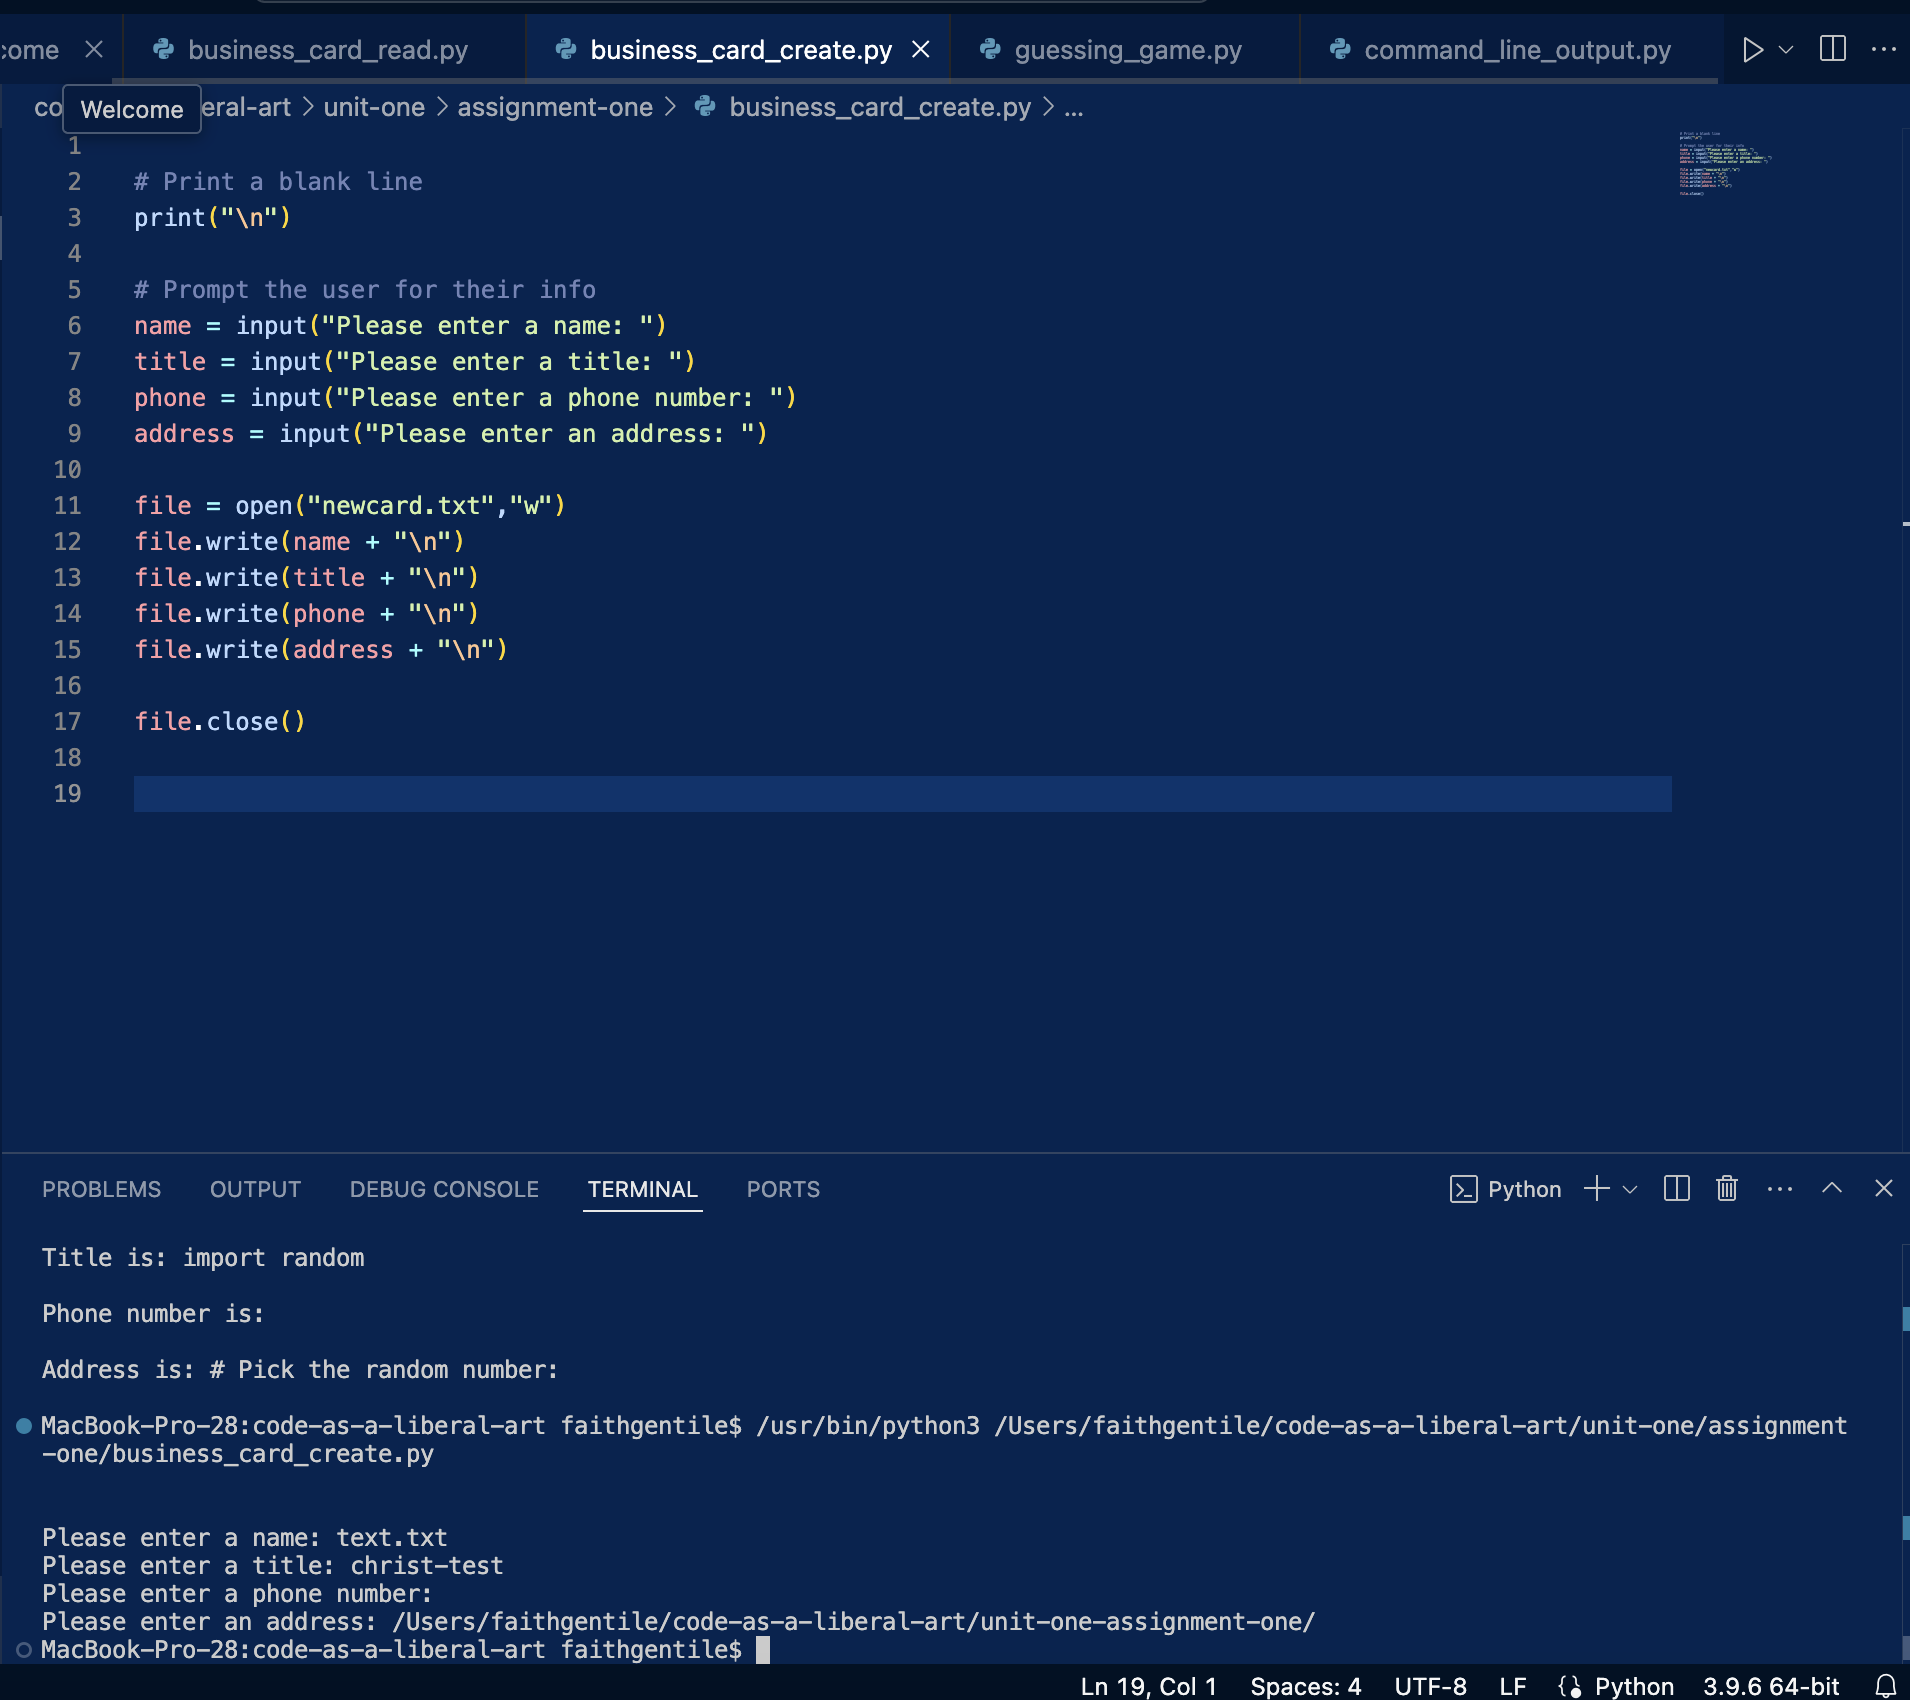 come
business_card_read.py
business_card_create.py
guessing_game.py
command_line_output.py
co
Welcome
eral-art > unit-one > assignment-one > business_card_create.py > ...
1
2 # Print a blank line
3 print("\n")
4
5 # Prompt the user for their info
6 name = input("Please enter a name: ")
7 title = input("Please enter a title: ")
8 phone = input("Please enter a phone number: ")
9 address = input("Please enter an address: ")
10
11 file = open("newcard.txt","w")
12 file.write(name + "\n")
13 file.write(title + "\n")
14 file.write(phone + "\n")
15 file.write(address + "\n")
16
17 file.close()
18
19
PROBLEMS OUTPUT DEBUG CONSOLE TERMINAL PORTS Python
Title is: import random
Phone number is:
Address is: # Pick the random number:
MacBook-Pro-28:code-as-a-liberal-art faithgentile$ /usr/bin/python3 /Users/faithgentile/code-as-a-liberal-art/unit-one/assignment
-one/business_card_create.py
Please enter a name: text.txt
Please enter a title: christ-test
Please enter a phone number:
Please enter an address: /Users/faithgentile/code-as-a-liberal-art/unit-one-assignment-one/
MacBook-Pro-28:code-as-a-liberal-art faithgentile$
Ln 19, Col 1 Spaces: 4 UTF-8 LF Python 3.9.6 64-bit